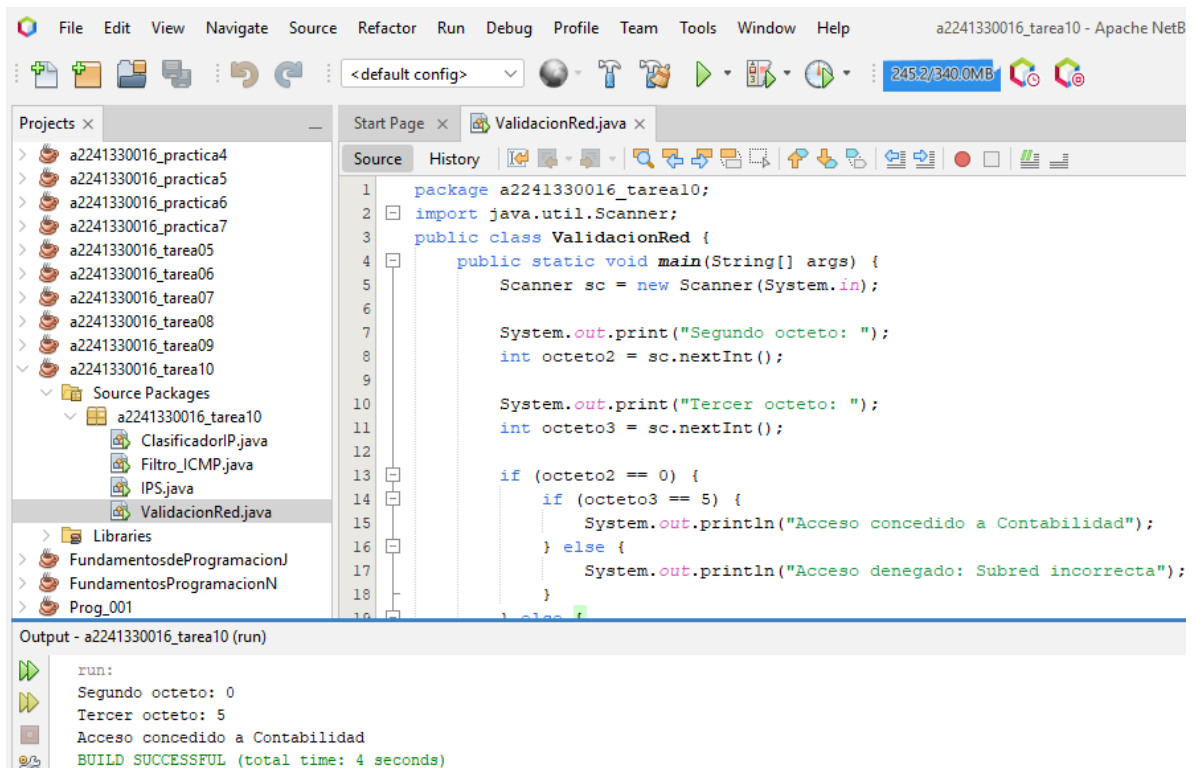 File Edit View Navigate Source Refactor Run Debug Profile Team Tools Window Help a2241330016_tarea10 - Apache NetB
<default config> 245.2/340.0MB
Projects
a2241330016_practica4
a2241330016_practica5
a2241330016_practica6
a2241330016_practica7
a2241330016_tarea05
a2241330016_tarea06
a2241330016_tarea07
a2241330016_tarea08
a2241330016_tarea09
a2241330016_tarea10
Source Packages
a2241330016_tarea10
ClasificadorIP.java
Filtro_ICMP.java
IPS.java
ValidacionRed.java
Libraries
FundamentosdeProgramacionJ
FundamentosProgramacionN
Prog_001
Start Page ValidacionRed.java
Source History
1 package a2241330016_tarea10;
2 import java.util.Scanner;
3 public class ValidacionRed {
4 public static void main(String[] args) {
5 Scanner sc = new Scanner(System.in);
6
7 System.out.print("Segundo octeto: ");
8 int octeto2 = sc.nextInt();
9
10 System.out.print("Tercer octeto: ");
11 int octeto3 = sc.nextInt();
12
13 if (octeto2 == 0) {
14 if (octeto3 == 5) {
15 System.out.println("Acceso concedido a Contabilidad");
16 } else {
17 System.out.println("Acceso denegado: Subred incorrecta");
18 }
19 } else {
Output - a2241330016_tarea10 (run)
run:
Segundo octeto: 0
Tercer octeto: 5
Acceso concedido a Contabilidad
BUILD SUCCESSFUL (total time: 4 seconds)